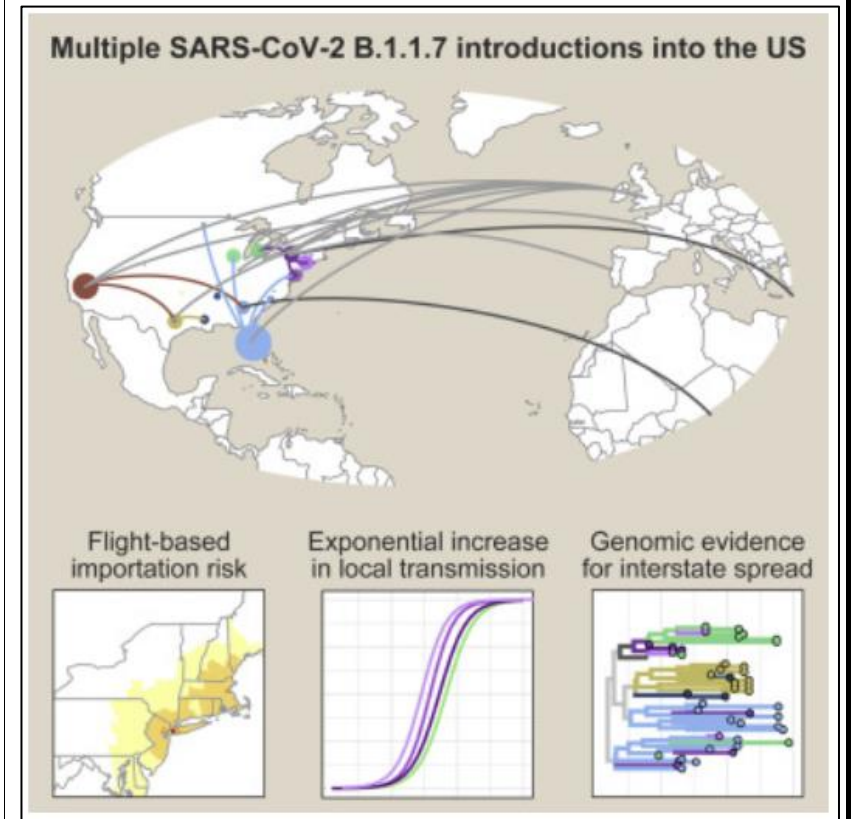 Multiple SARS-CoV-2 B.1.1.7 introductions into the US
Flight-based
importation risk
Exponential increase
in local transmission
Genomic evidence
for interstate spread